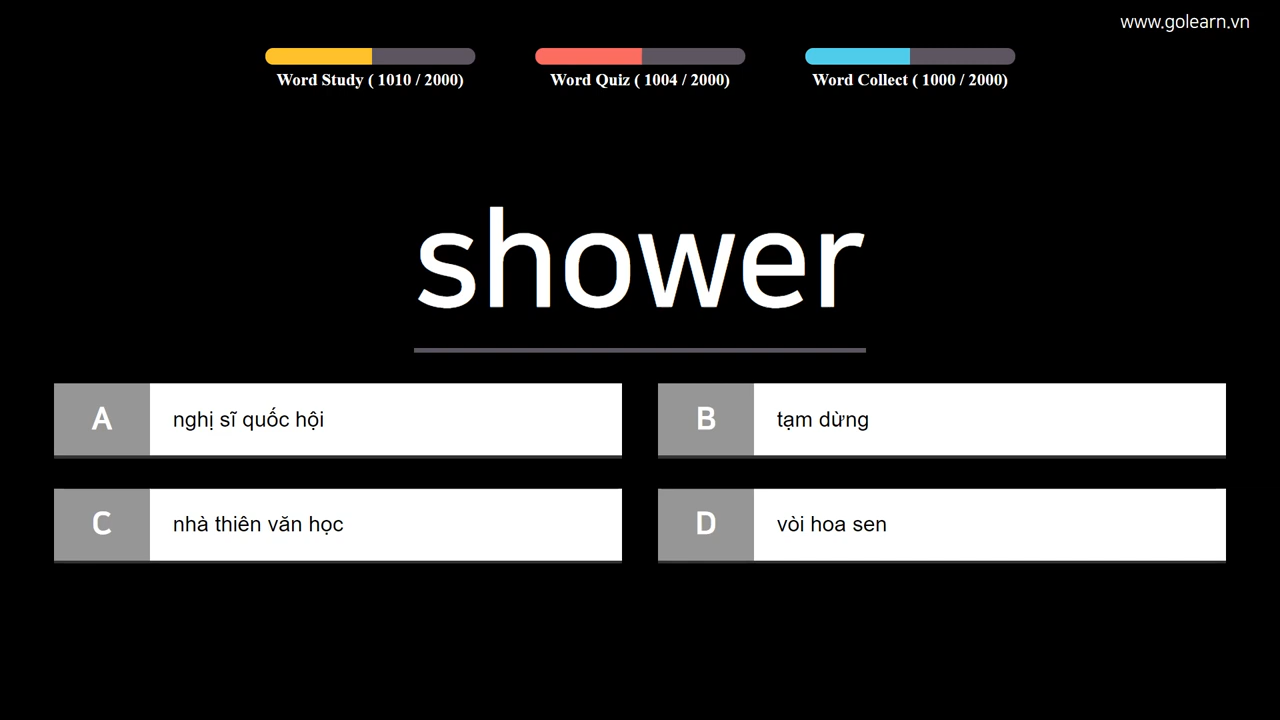 www.golearn.vn
Word Study ( 1010 / 2000)
Word Quiz ( 1004 / 2000)
Word Collect ( 1000 / 2000)
shower
A nghị sĩ quốc hội
B tạm dừng
C nhà thiên văn học
D vòi hoa sen